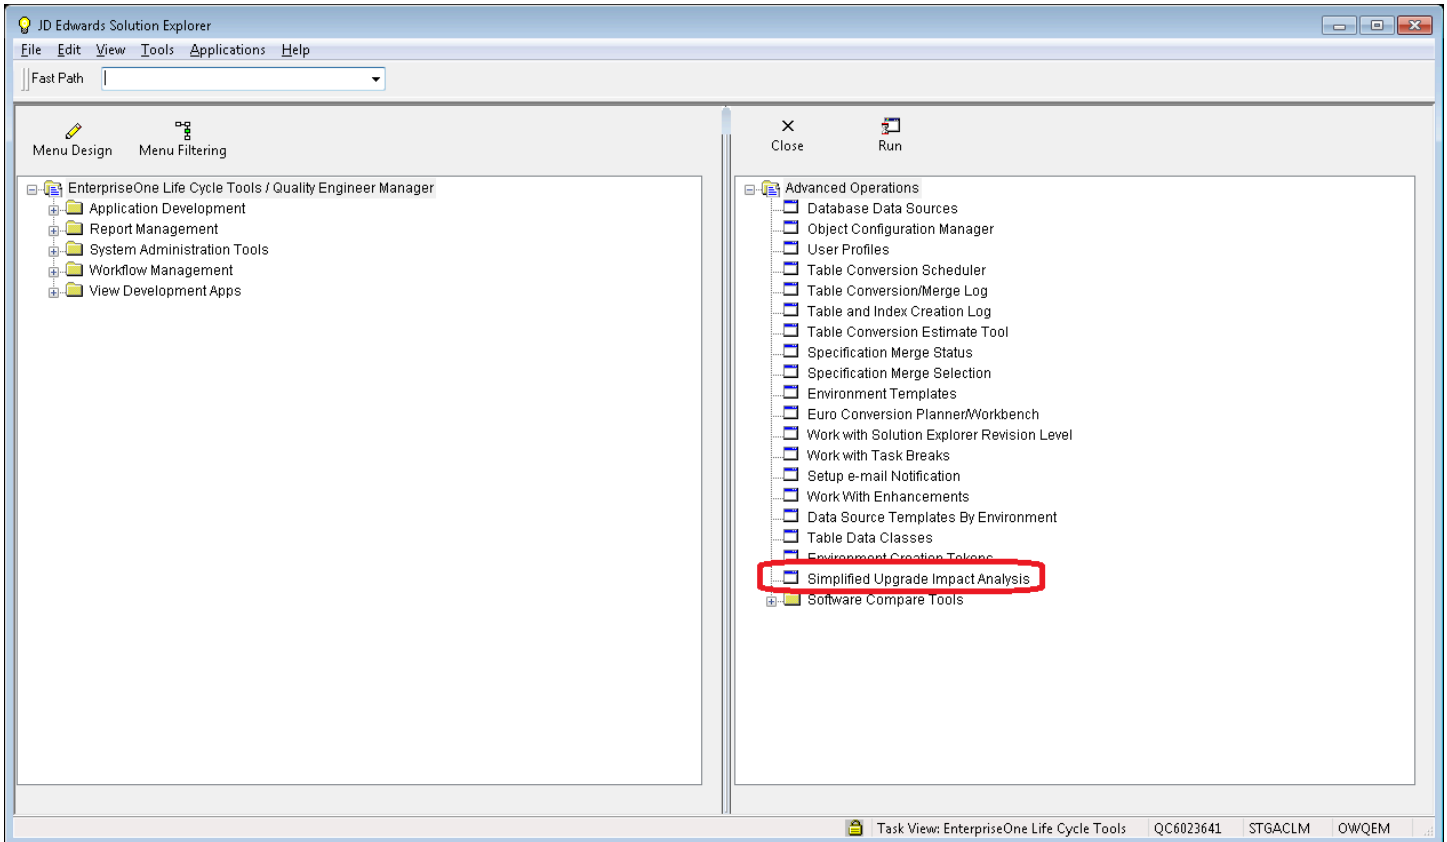 JD Edwards Solution Explorer
File Edit View Tools Applications Help
Fast Path
Menu Design Menu Filtering
EnterpriseOne Life Cycle Tools / Quality Engineer Manager
Application Development
Report Management
System Administration Tools
Workflow Management
View Development Apps
Close Run
Advanced Operations
Database Data Sources
Object Configuration Manager
User Profiles
Table Conversion Scheduler
Table Conversion/Merge Log
Table and Index Creation Log
Table Conversion Estimate Tool
Specification Merge Status
Specification Merge Selection
Environment Templates
Euro Conversion Planner/Workbench
Work with Solution Explorer Revision Level
Work with Task Breaks
Setup e-mail Notification
Work With Enhancements
Data Source Templates By Environment
Table Data Classes
Environment Creation Tokens
Simplified Upgrade Impact Analysis
Software Compare Tools
Task View: EnterpriseOne Life Cycle Tools QC6023641 STGACLM OWQEM